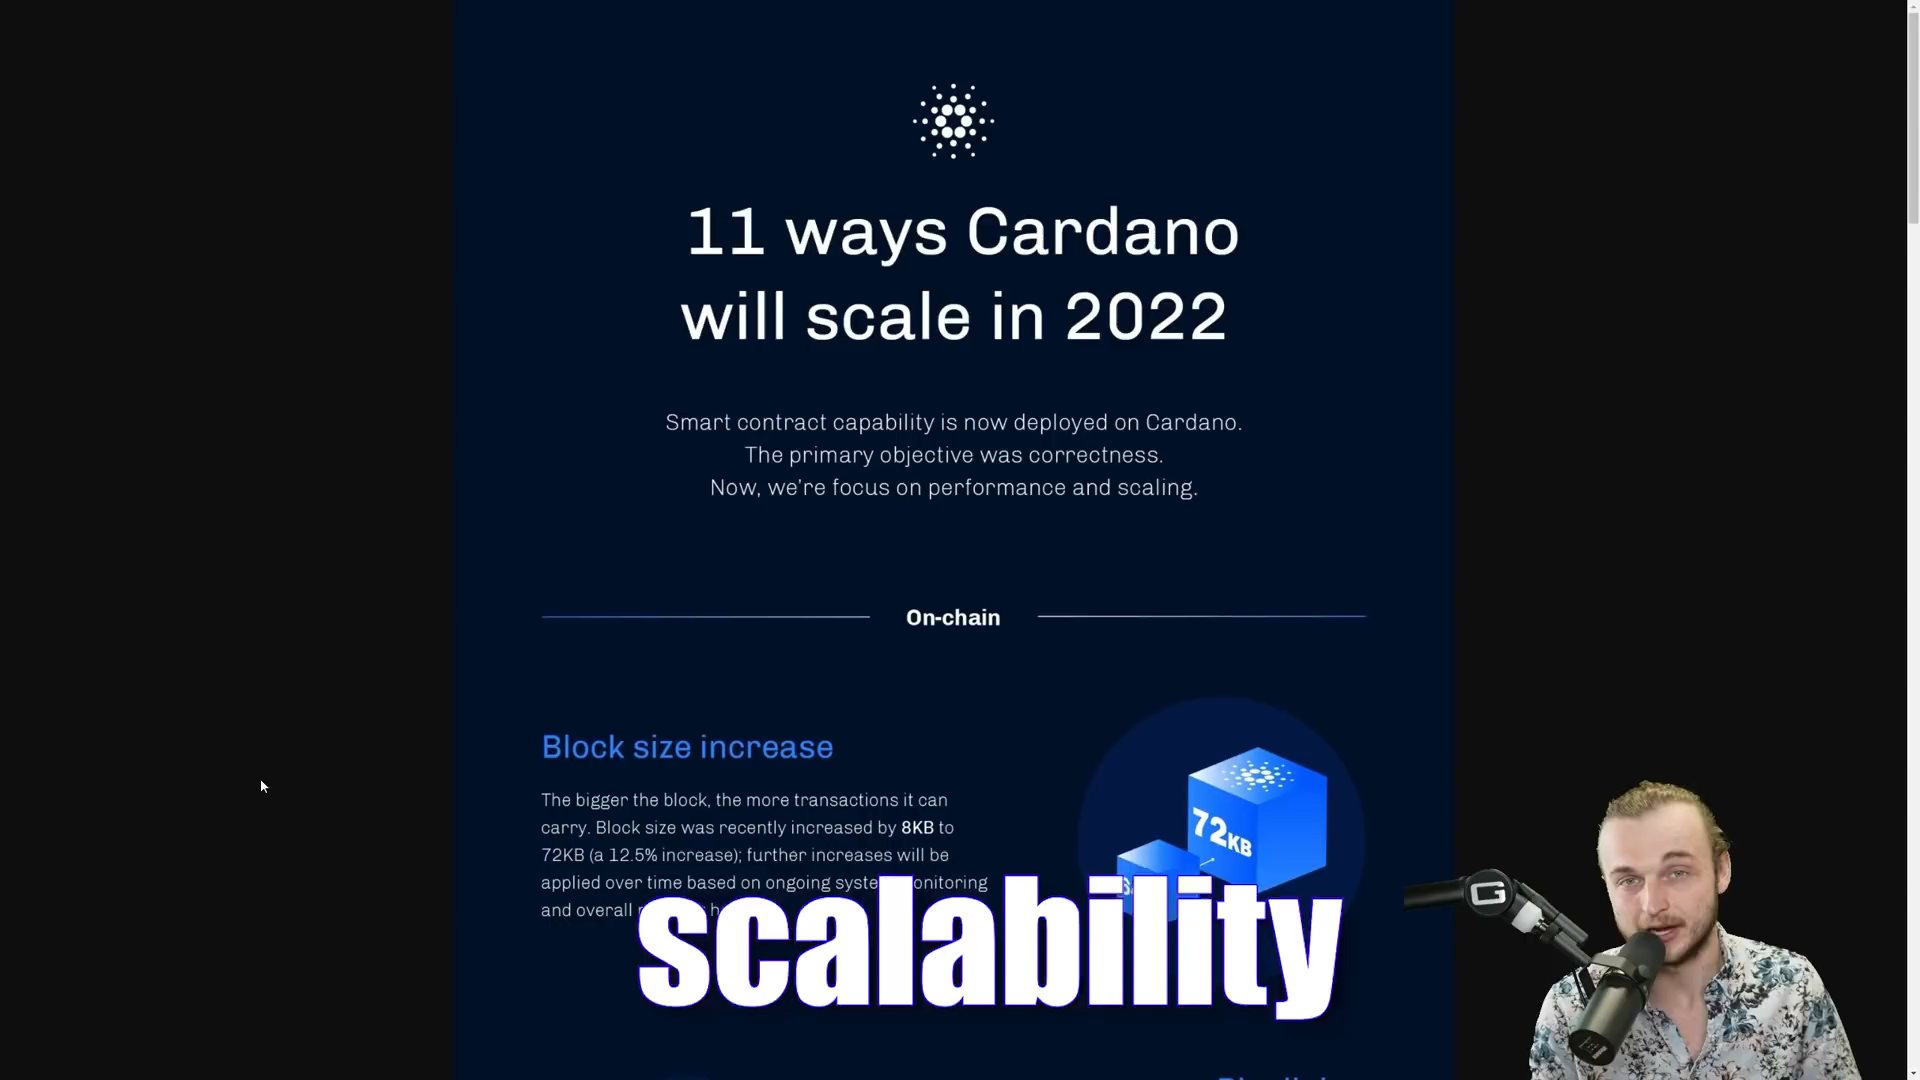 11 ways Cardano
will scale in 2022
Smart contract capability is now deployed on Cardano.
The primary objective was correctness.
Now, we're focus on performance and scaling.
On-chain
Block size increase
The bigger the block, the more transactions it can
carry. Block size was recently increased by 8KB to
72KB (a 12.5% increase); further increases will be
applied over time based on ongoing
and overall
72KB
scalability
G